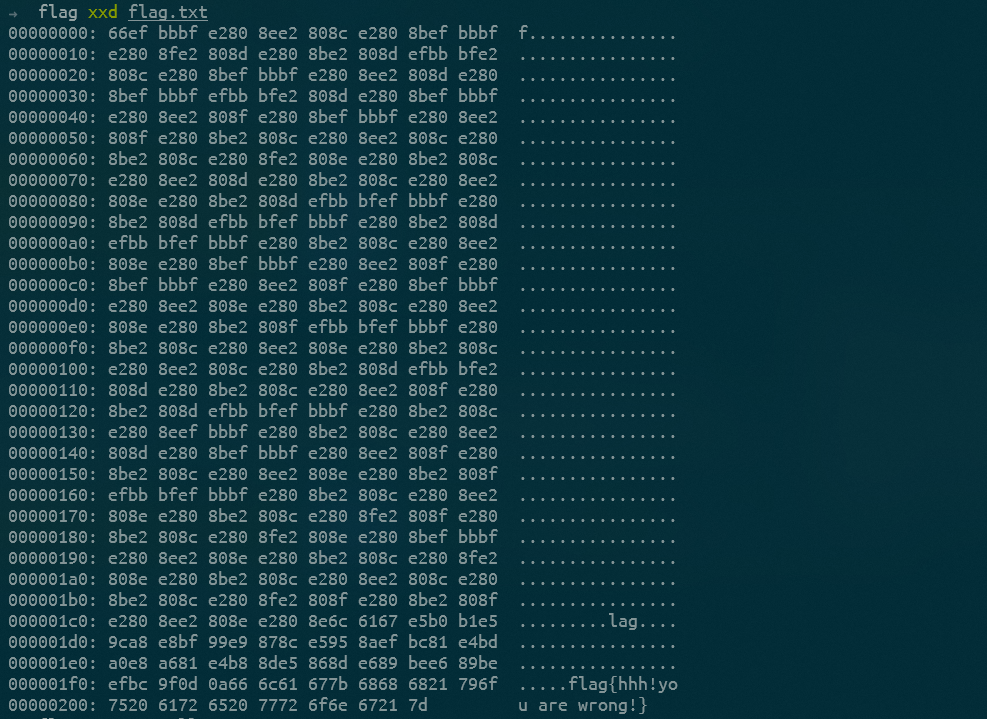 → flag xxd flag.txt
00000000: 66ef bbbf e280 8ee2 808c e280 8bef bbbf f...............
00000010: e280 8fe2 808d e280 8be2 808d efbb bfe2 ................
00000020: 808c e280 8bef bbbf e280 8ee2 808d e280 ................
00000030: 8bef bbbf efbb bfe2 808d e280 8bef bbbf ................
00000040: e280 8ee2 808f e280 8bef bbbf e280 8ee2 ................
00000050: 808f e280 8be2 808c e280 8ee2 808c e280 ................
00000060: 8be2 808c e280 8fe2 808e e280 8be2 808c ................
00000070: e280 8ee2 808d e280 8be2 808c e280 8ee2 ................
00000080: 808e e280 8be2 808d efbb bfef bbbf e280 ................
00000090: 8be2 808d efbb bfef bbbf e280 8be2 808d ................
000000a0: efbb bfef bbbf e280 8be2 808c e280 8ee2 ................
000000b0: 808e e280 8bef bbbf e280 8ee2 808f e280 ................
000000c0: 8bef bbbf e280 8ee2 808f e280 8bef bbbf ................
000000d0: e280 8ee2 808e e280 8be2 808c e280 8ee2 ................
000000e0: 808e e280 8be2 808f efbb bfef bbbf e280 ................
000000f0: 8be2 808c e280 8ee2 808e e280 8be2 808c ................
00000100: e280 8ee2 808c e280 8be2 808d efbb bfe2 ................
00000110: 808d e280 8be2 808c e280 8ee2 808f e280 ................
00000120: 8be2 808d efbb bfef bbbf e280 8be2 808c ................
00000130: e280 8eef bbbf e280 8be2 808c e280 8ee2 ................
00000140: 808d e280 8bef bbbf e280 8ee2 808f e280 ................
00000150: 8be2 808c e280 8ee2 808e e280 8be2 808f ................
00000160: efbb bfef bbbf e280 8be2 808c e280 8ee2 ................
00000170: 808e e280 8be2 808c e280 8fe2 808f e280 ................
00000180: 8be2 808c e280 8fe2 808e e280 8bef bbbf ................
00000190: e280 8ee2 808e e280 8be2 808c e280 8fe2 ................
000001a0: 808e e280 8be2 808c e280 8ee2 808c e280 ................
000001b0: 8be2 808c e280 8fe2 808f e280 8be2 808f ................
000001c0: e280 8ee2 808e e280 8e6c 6167 e5b0 b1e5 .........lag....
000001d0: 9ca8 e8bf 99e9 878c e595 8aef bc81 e4bd ................
000001e0: a0e8 a681 e4b8 8de5 868d e689 bee6 89be ................
000001f0: efbc 9f0d 0a66 6c61 677b 6868 6821 796f .....flag{hhh!yo
00000200: 7520 6172 6520 7772 6f6e 6721 7d u are wrong!}